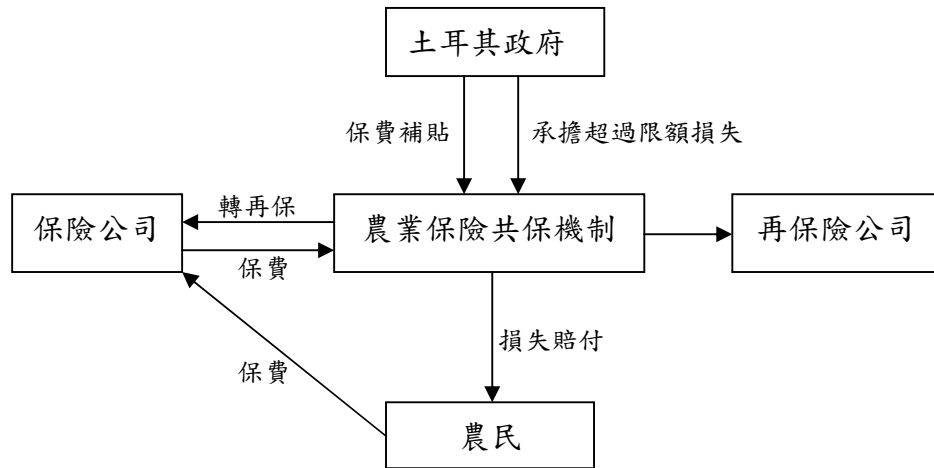 土耳其政府
保費補貼
承擔超過限額損失
轉再保
保險公司
農業保險共保機制
再保險公司
保費
損失賠付
保費
農民